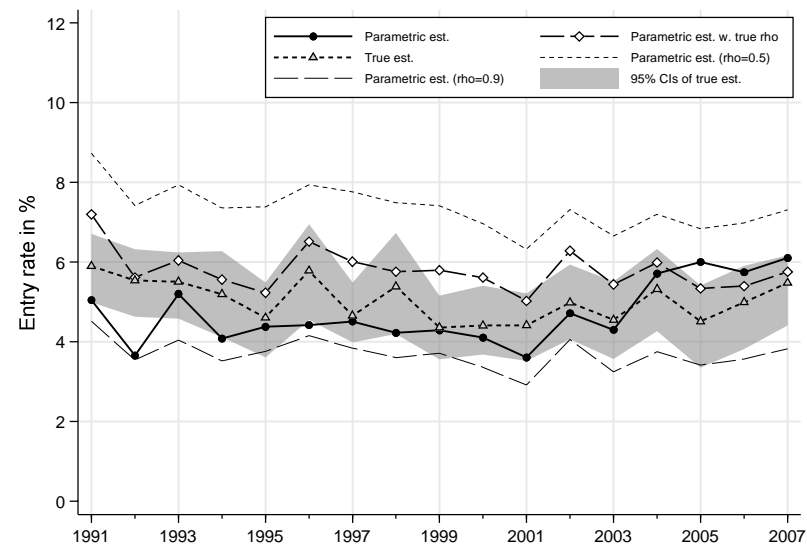 Parametric est.
Parametric est. w. true rho
True est.
Parametric est. (rho=0.5)
Parametric est. (rho=0.9)
95% CIs of true est.
Entry rate in %
12
10
8
6
4
2
0
1991 1993 1995 1997 1999 2001 2003 2005 2007